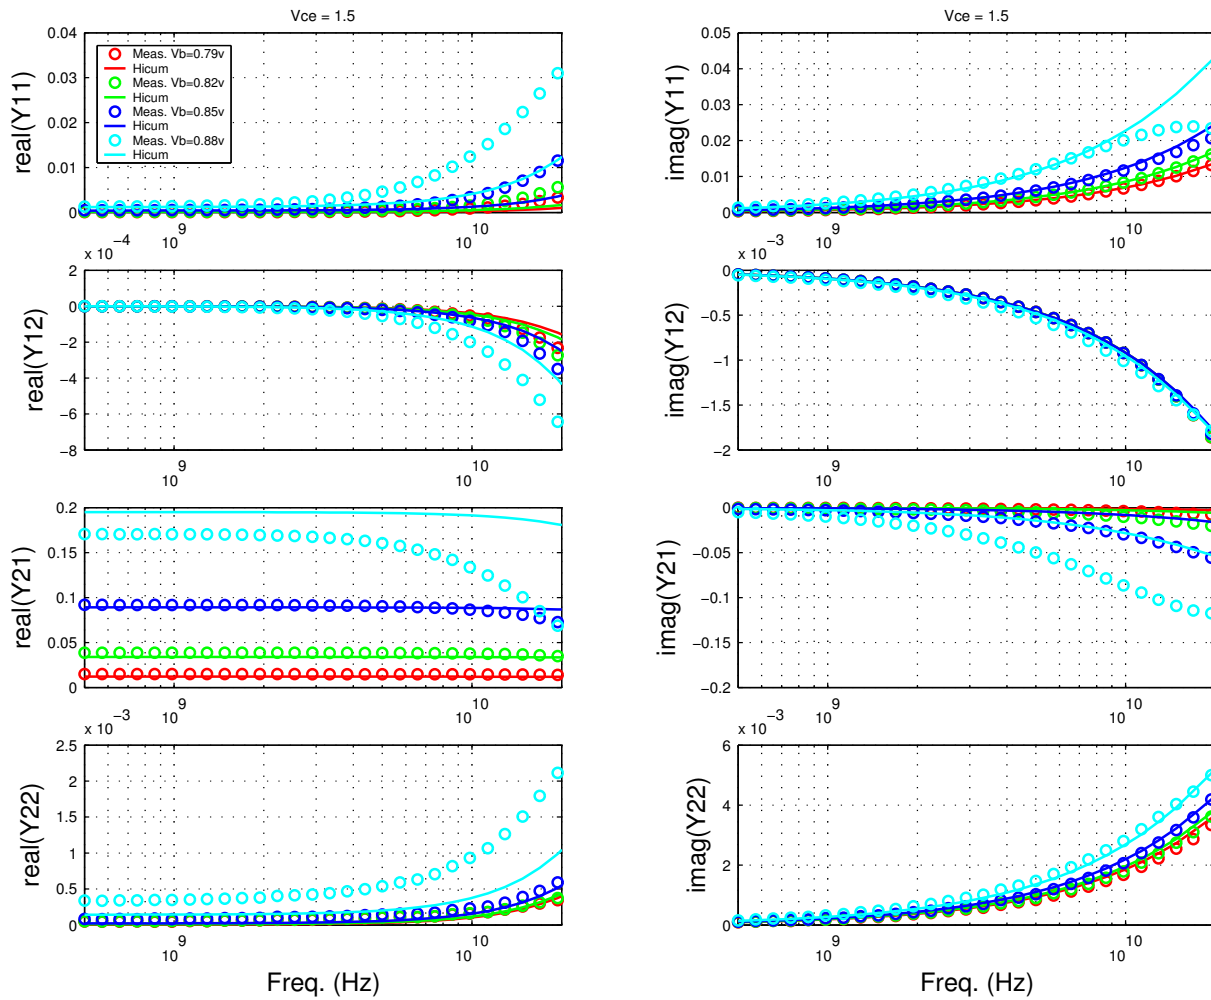 Vce = 1.5
real(Y11)
0.04
0.03
0.02
0.01
0
Meas. Vb=0.79v
Hicum
Meas. Vb=0.82v
Hicum
Meas. Vb=0.85v
Hicum
Meas. Vb=0.88v
Hicum
10^9
10^10
Vce = 1.5
imag(Y11)
0.05
0.04
0.03
0.02
0.01
0
10^9
10^10
x 10^−4
real(Y12)
2
0
−2
−4
−6
−8
10^9
10^10
x 10^−3
imag(Y12)
0
−0.5
−1
−1.5
−2
10^9
10^10
real(Y21)
0.2
0.15
0.1
0.05
0
10^9
10^10
imag(Y21)
0
−0.05
−0.1
−0.15
−0.2
10^9
10^10
x 10^−3
real(Y22)
2.5
2
1.5
1
0.5
0
10^9
10^10
Freq. (Hz)
x 10^−3
imag(Y22)
6
4
2
0
10^9
10^10
Freq. (Hz)